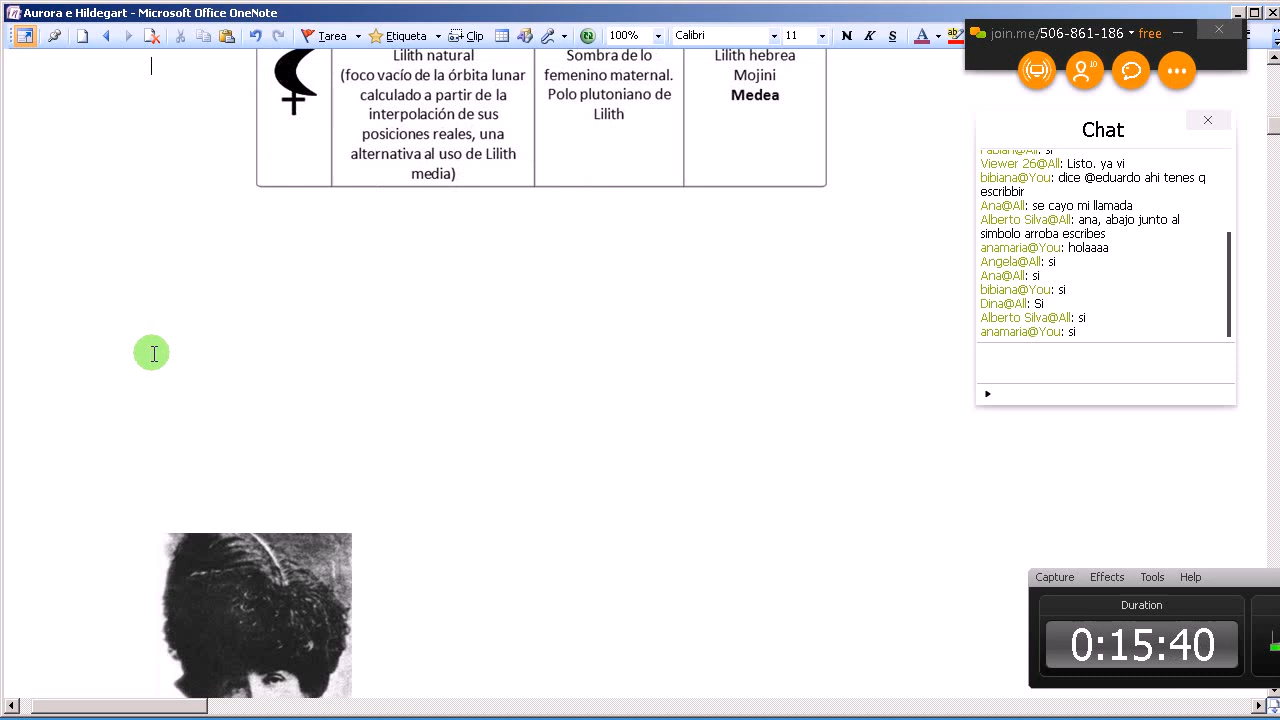 Aurora e Hildegart - Microsoft Office OneNote
Tarea
Etiqueta
Clip
100%
Calibri
11
N
K
S
A
ab
Lilith natural
(foco vacío de la órbita lunar
calculado a partir de la
interpolación de sus
posiciones reales, una
alternativa al uso de Lilith
media)
Sombra de lo
femenino maternal.
Polo plutoniano de
Lilith
Lilith hebrea
Mojini
Medea
join.me/506-861-186 free
10
Chat
Fabian@All: si
Viewer 26@All: Listo. ya vi
bibiana@You: dice @eduardo ahi tenes q
escribbir
Ana@All: se cayo mi llamada
Alberto Silva@All: ana, abajo junto al
simbolo arroba escribes
anamaria@You: holaaaa
Angela@All: si
Ana@All: si
bibiana@You: si
Dina@All: Si
Alberto Silva@All: si
anamaria@You: si
Capture Effects Tools Help
Duration
0:15:40